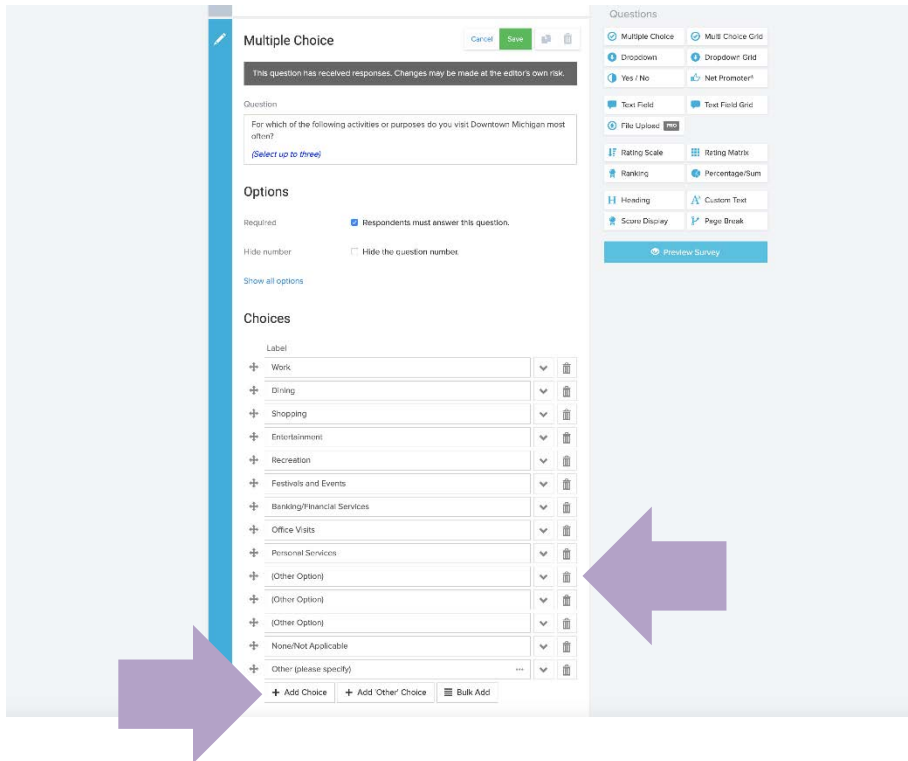 Multiple Choice
Cancel
Save
This question has received responses. Changes may be made at the editor's own risk.
Question
For which of the following activities or purposes do you visit Downtown Michigan most
often?
(Select up to three)
Options
Required
Respondents must answer this question.
Hide number
Hide the question number.
Show all options
Choices
Label
Work
Dining
Shopping
Entertainment
Recreation
Festivals and Events
Banking/Financial Services
Office Visits
Personal Services
(Other Option)
(Other Option)
(Other Option)
None/Not Applicable
Other (please specify)
+ Add Choice
+ Add 'Other' Choice
Bulk Add
Questions
Multiple Choice
Multi Choice Grid
Dropdown
Dropdown Grid
Yes / No
Net Promoter®
Text Field
Text Field Grid
File Upload PRO
Rating Scale
Rating Matrix
Ranking
Percentage/Sum
Heading
Custom Text
Score Display
Page Break
Preview Survey